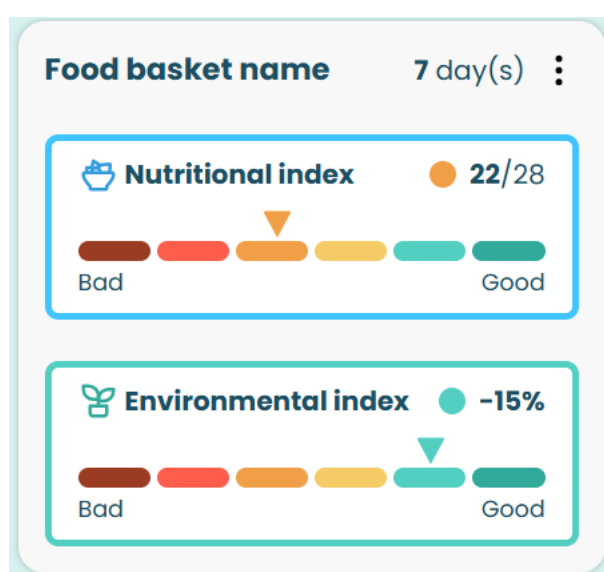 Food basket name 7 day(s)
Nutritional index 22/28
Bad Good
Environmental index -15%
Bad Good